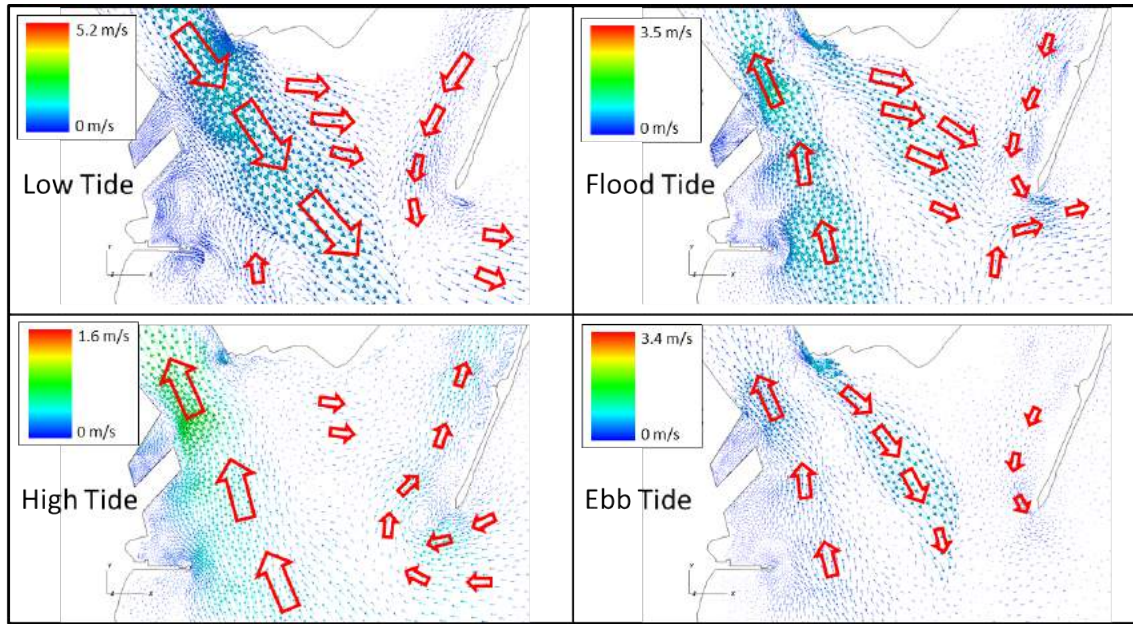 5.2 m/s
0 m/s
Low Tide
Y
Z X
3.5 m/s
0 m/s
Flood Tide
Y
Z X
1.6 m/s
0 m/s
High Tide
Y
Z X
3.4 m/s
0 m/s
Ebb Tide
Y
Z X